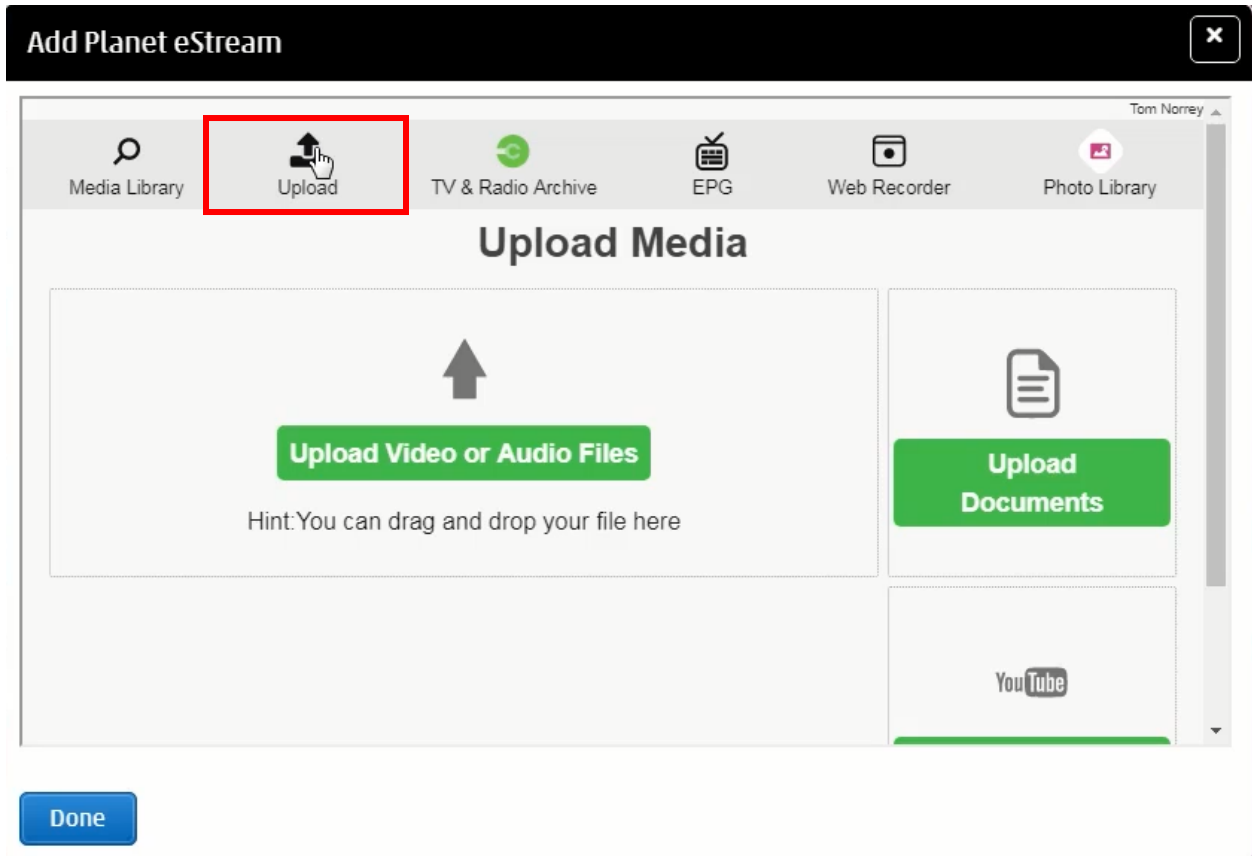 Add Planet eStream
Tom Norrey
Media Library
Upload
TV & Radio Archive
EPG
Web Recorder
Photo Library
Upload Media
Upload Video or Audio Files
Hint:You can drag and drop your file here
Upload
Documents
YouTube
Done